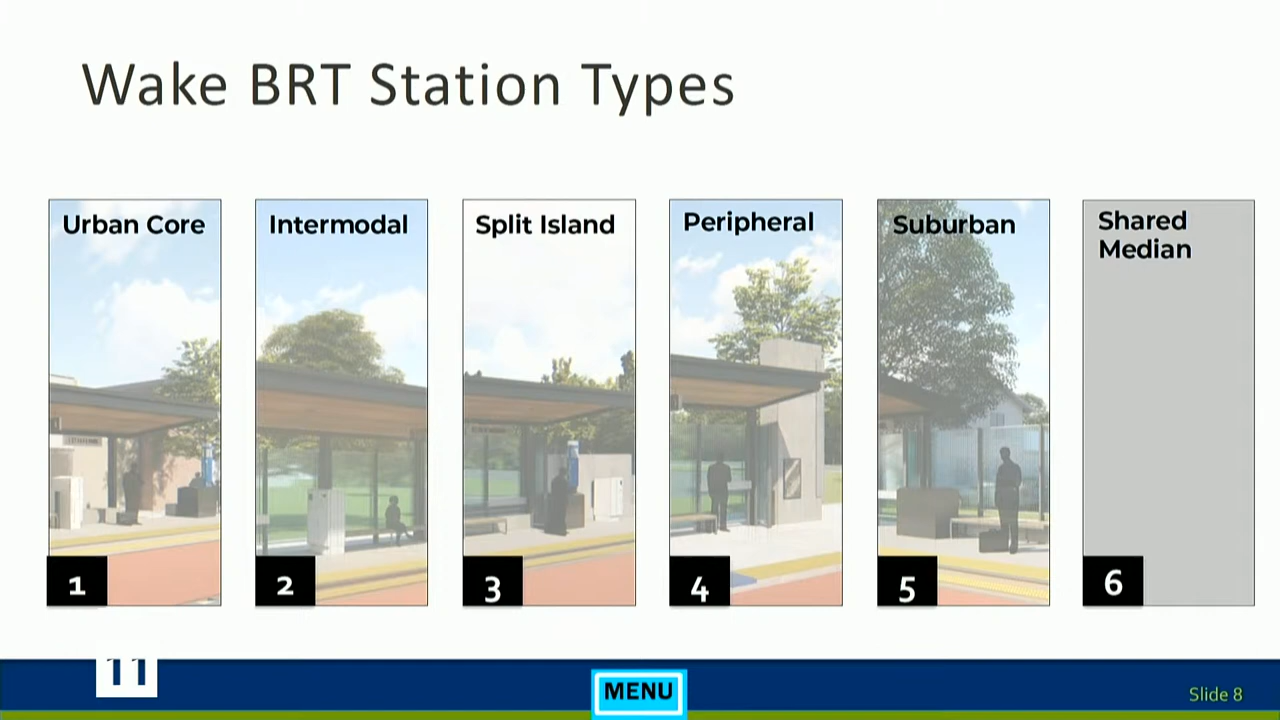 Wake BRT Station Types
Urban Core
Intermodal
Split Island
Peripheral
Suburban
Shared
Median
1
2
3
4
5
6
11
MENU
Slide 8